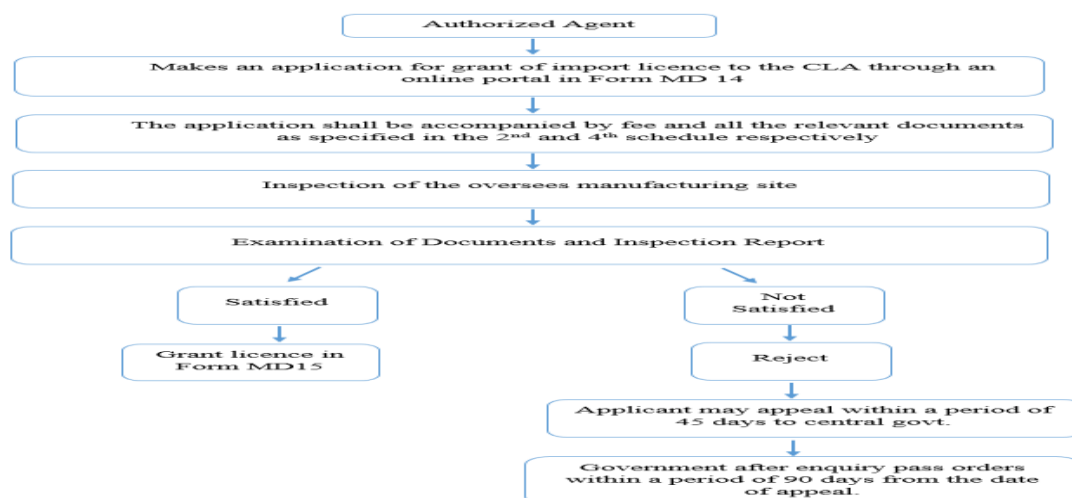 Authorized Agent
Makes an application for grant of import licence to the CLA through an
online portal in Form MD 14
The application shall be accompanied by fee and all the relevant documents
as specified in the 2nd and 4th schedule respectively
Inspection of the oversees manufacturing site
Examination of Documents and Inspection Report
Satisfied
Not
Satisfied
Grant licence in
Form MD15
Reject
Applicant may appeal within a period of
45 days to central govt.
Government after enquiry pass orders
within a period of 90 days from the date
of appeal.